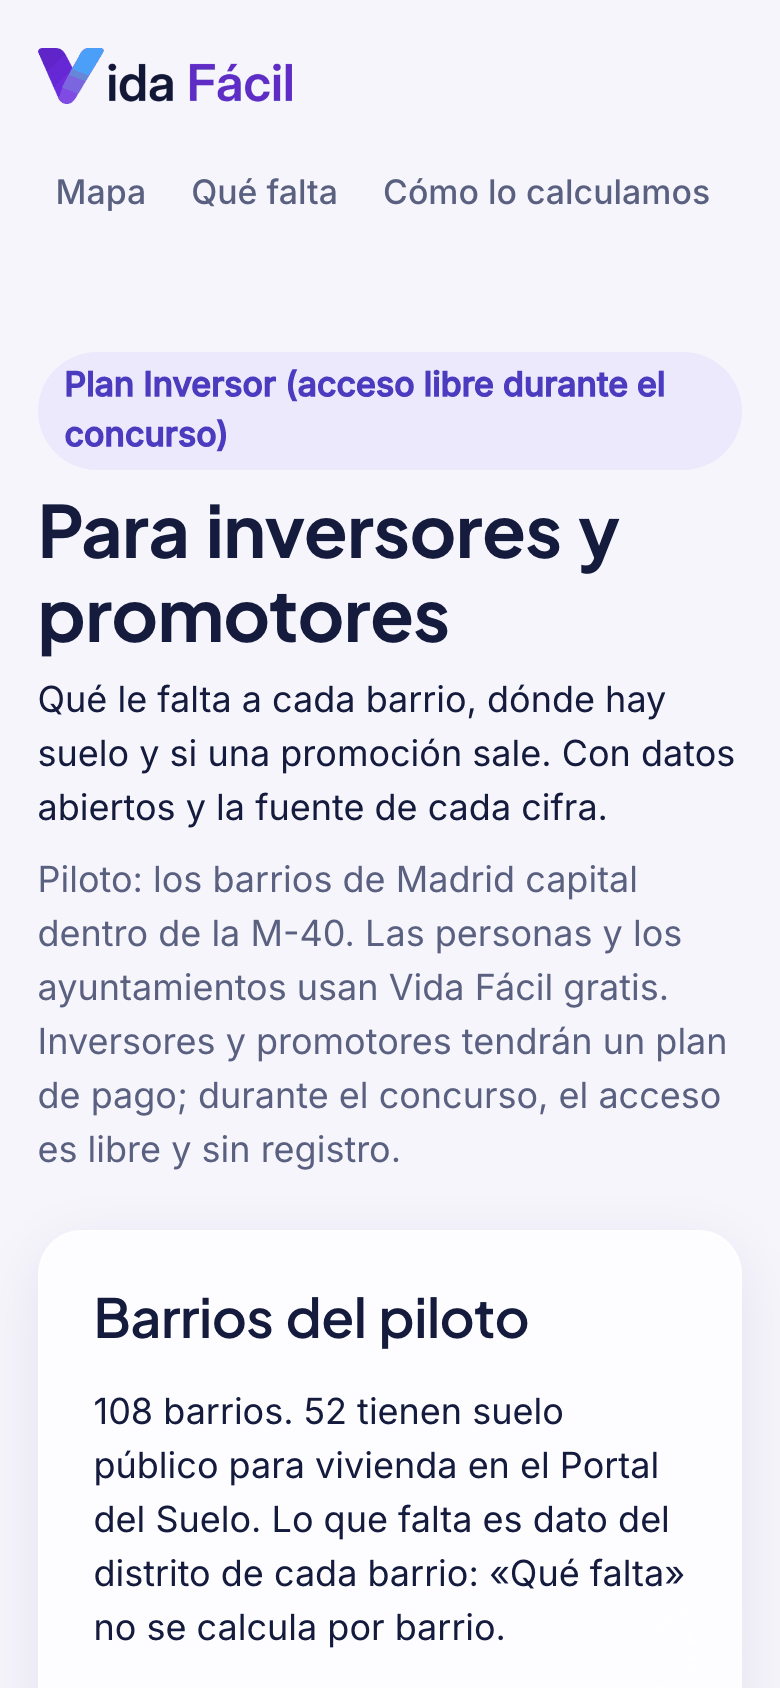 Vida Fácil
Mapa Qué falta Cómo lo calculamos
Plan Inversor (acceso libre durante el
concurso)
Para inversores y
promotores
Qué le falta a cada barrio, dónde hay
suelo y si una promoción sale. Con datos
abiertos y la fuente de cada cifra.
Piloto: los barrios de Madrid capital
dentro de la M-40. Las personas y los
ayuntamientos usan Vida Fácil gratis.
Inversores y promotores tendrán un plan
de pago; durante el concurso, el acceso
es libre y sin registro.
Barrios del piloto
108 barrios. 52 tienen suelo
público para vivienda en el Portal
del Suelo. Lo que falta es dato del
distrito de cada barrio: «Qué falta»
no se calcula por barrio.